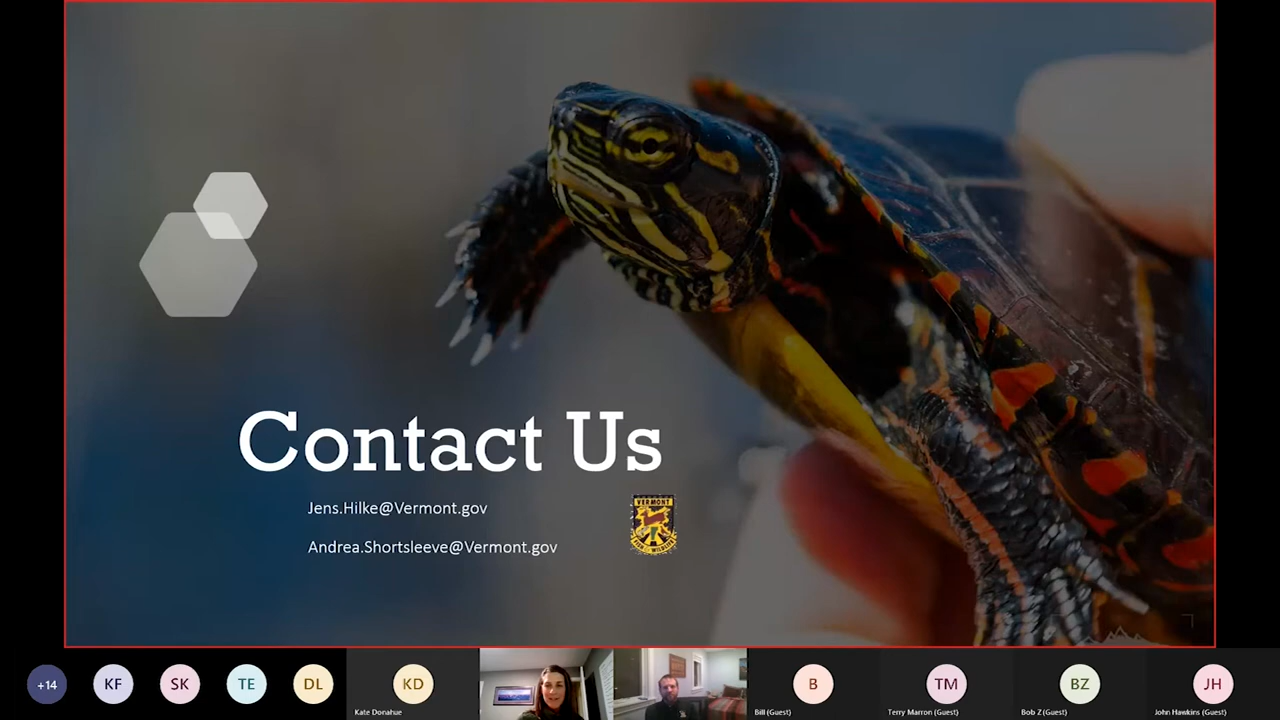 Contact Us
Jens.Hilke@Vermont.gov
VERMONT
Andrea.Shortsleeve@Vermont.gov
+14
KF
SK
TE
DL
KD
Kate Donahue
B
Bill (Guest)
TM
Terry Marron (Guest)
BZ
Bob Z (Guest)
JH
John Hawkins (Guest)